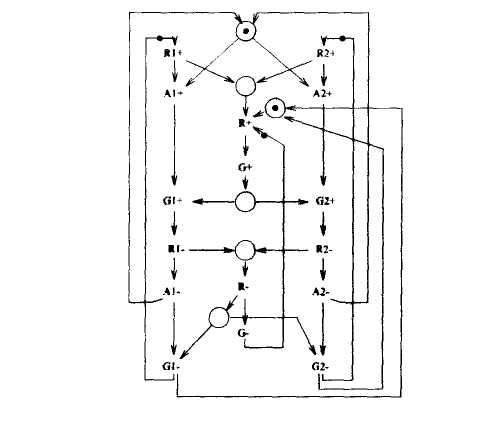 R1+ R2+
A1+ A2+
R+
G+
G1+ G2+
R1- R2-
R-
A1- A2-
G-
G1- G2-